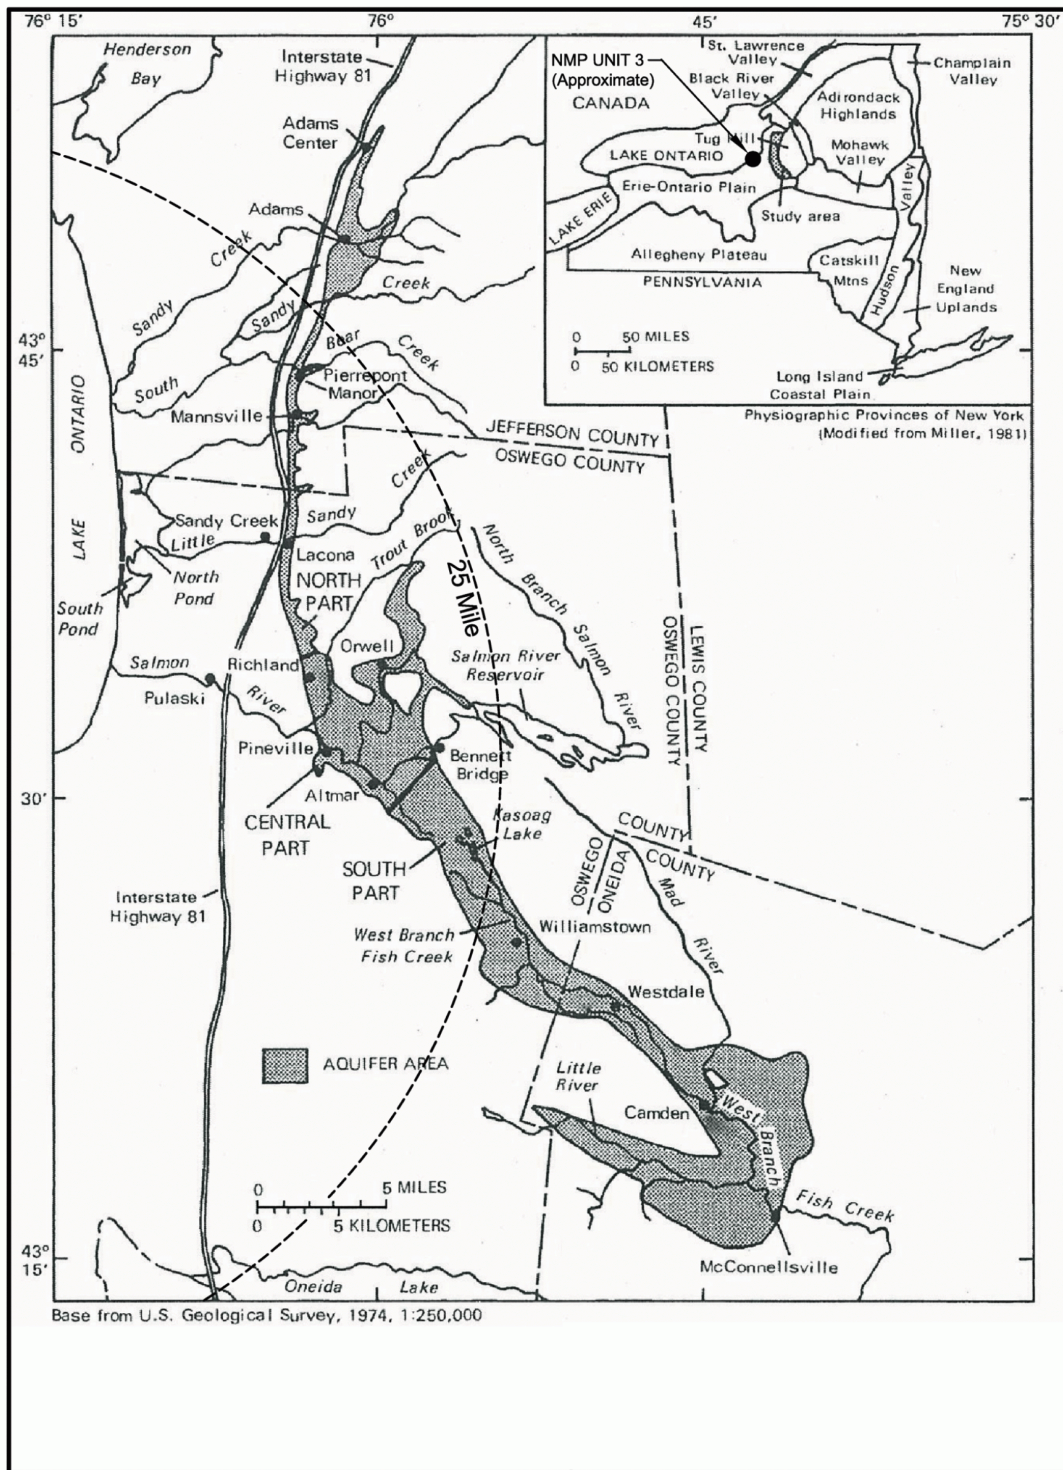 76° 15'
76°
45'
75° 30'
Henderson
Bay
Interstate
Highway 81
Adams
Center
Adams
Creek
Sandy
Creek
Sandy
South
Bear
Creek
Pierrepont
Manor
Mannsville
43°
45'
LAKE ONTARIO
NMP UNIT 3
(Approximate)
CANADA
St. Lawrence
Valley
Black River
Valley
Champlain
Valley
Adirondack
Highlands
Tug Hill
Mohawk
Valley
LAKE ONTARIO
Erie-Ontario Plain
LAKE ERIE
Study area
Valley
Hudson
Allegheny Plateau
PENNSYLVANIA
Catskill
Mtns
New
England
Uplands
0 50 MILES
0 50 KILOMETERS
Long Island
Coastal Plain
Physiographic Provinces of New York
(Modified from Miller, 1981)
JEFFERSON COUNTY
OSWEGO COUNTY
Creek
Sandy
Sandy Creek
Little
Lacona
North
Pond
South
Pond
NORTH
PART
Trout Brook
North Branch Salmon River
25 Mile
Orwell
Salmon River
Reservoir
LEWIS COUNTY
OSWEGO COUNTY
Salmon
River
Richland
Pulaski
Pineville
Bennett
Bridge
Altmar
30'
CENTRAL
PART
Kasoag
Lake
SOUTH
PART
COUNTY
COUNTY
OSWEGO
ONEIDA
Mad
River
Interstate
Highway 81
Williamstown
West Branch
Fish Creek
Westdale
AQUIFER AREA
Little
River
Camden
West Branch
Fish Creek
McConnellsville
0 5 MILES
0 5 KILOMETERS
43°
15'
Oneida Lake
Base from U.S. Geological Survey, 1974, 1:250,000